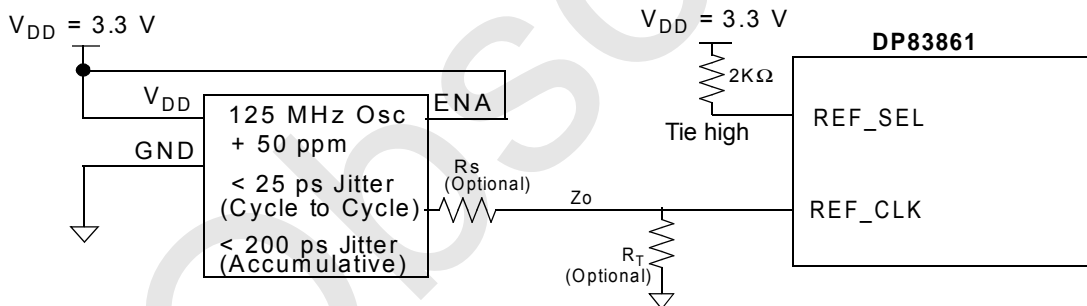 V_DD = 3.3 V
V_DD = 3.3 V
DP83861
2KΩ
V_DD
ENA
125 MHz Osc
+ 50 ppm
REF_SEL
Tie high
GND
< 25 ps Jitter
(Cycle to Cycle)
Rs
(Optional)
Zo
REF_CLK
< 200 ps Jitter
(Accumulative)
R_T
(Optional)